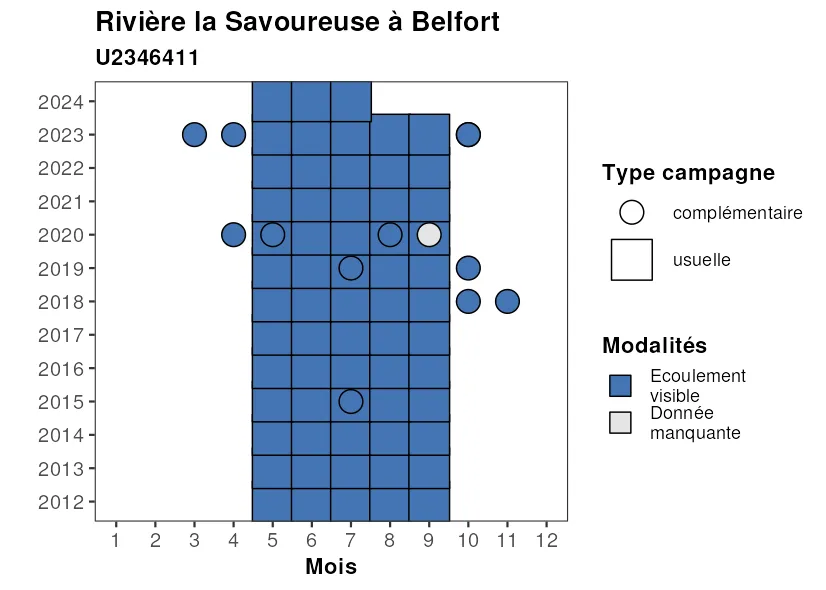 Rivière la Savoureuse à Belfort
U2346411
2024
2023
2022
2021
2020
2019
2018
2017
2016
2015
2014
2013
2012
1 2 3 4 5 6 7 8 9 10 11 12
Mois
Type campagne
complémentaire
usuelle
Modalités
Ecoulement
visible
Donnée
manquante